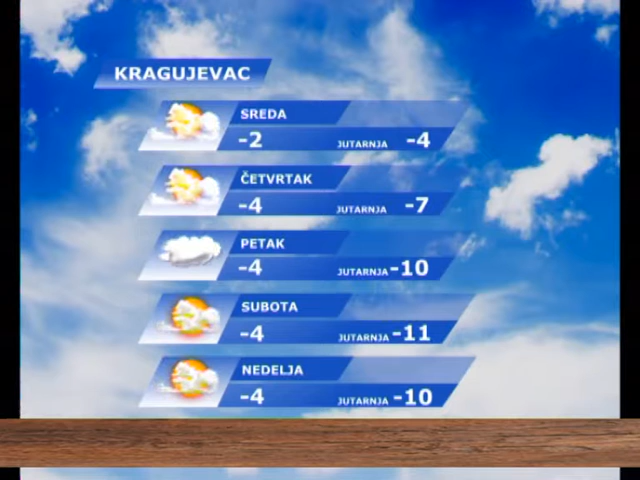 KRAGUJEVAC
SREDA
-2 JUTARNJA -4
ČETVRTAK
-4 JUTARNJA -7
PETAK
-4 JUTARNJA -10
SUBOTA
-4 JUTARNJA -11
NEDELJA
-4 JUTARNJA -10